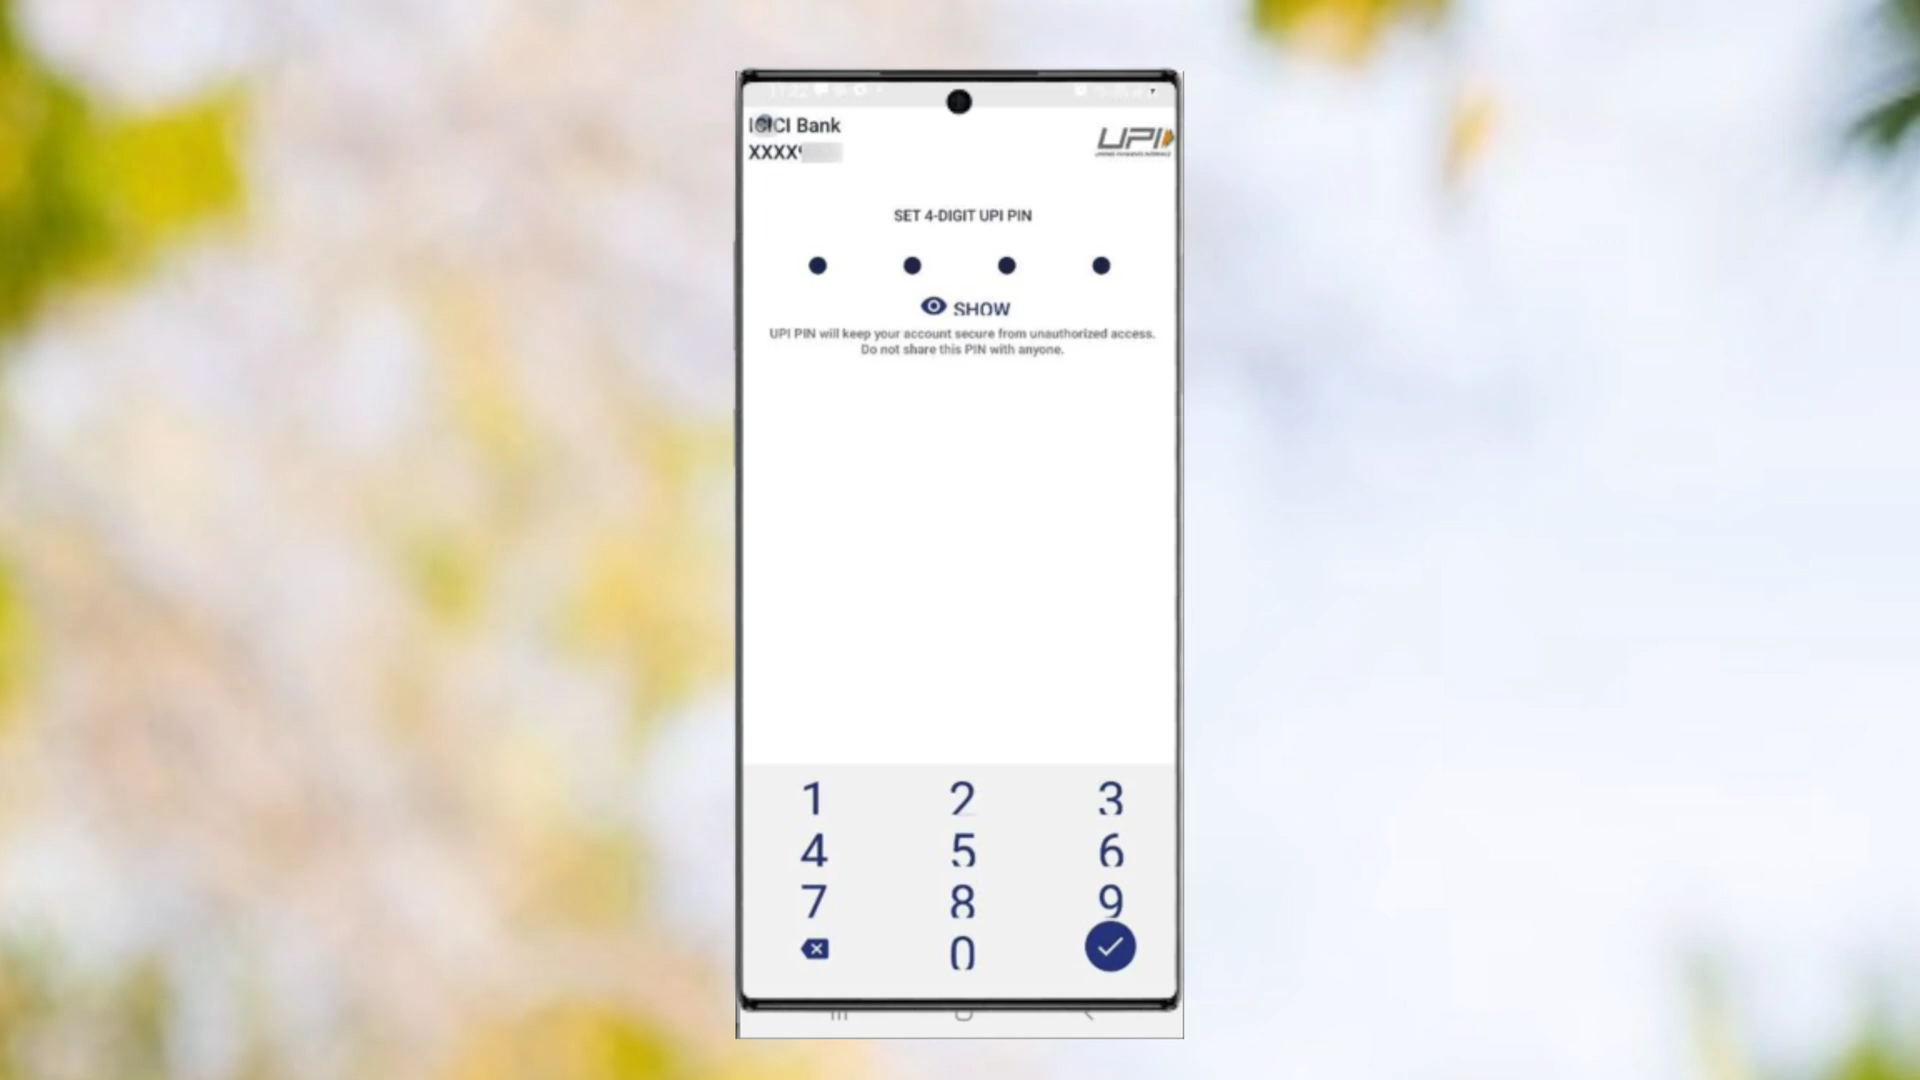 ICICI Bank
XXXX
UPI
SET 4-DIGIT UPI PIN
SHOW
UPI PIN will keep your account secure from unauthorized access.
Do not share this PIN with anyone.
1 2 3
4 5 6
7 8 9
0